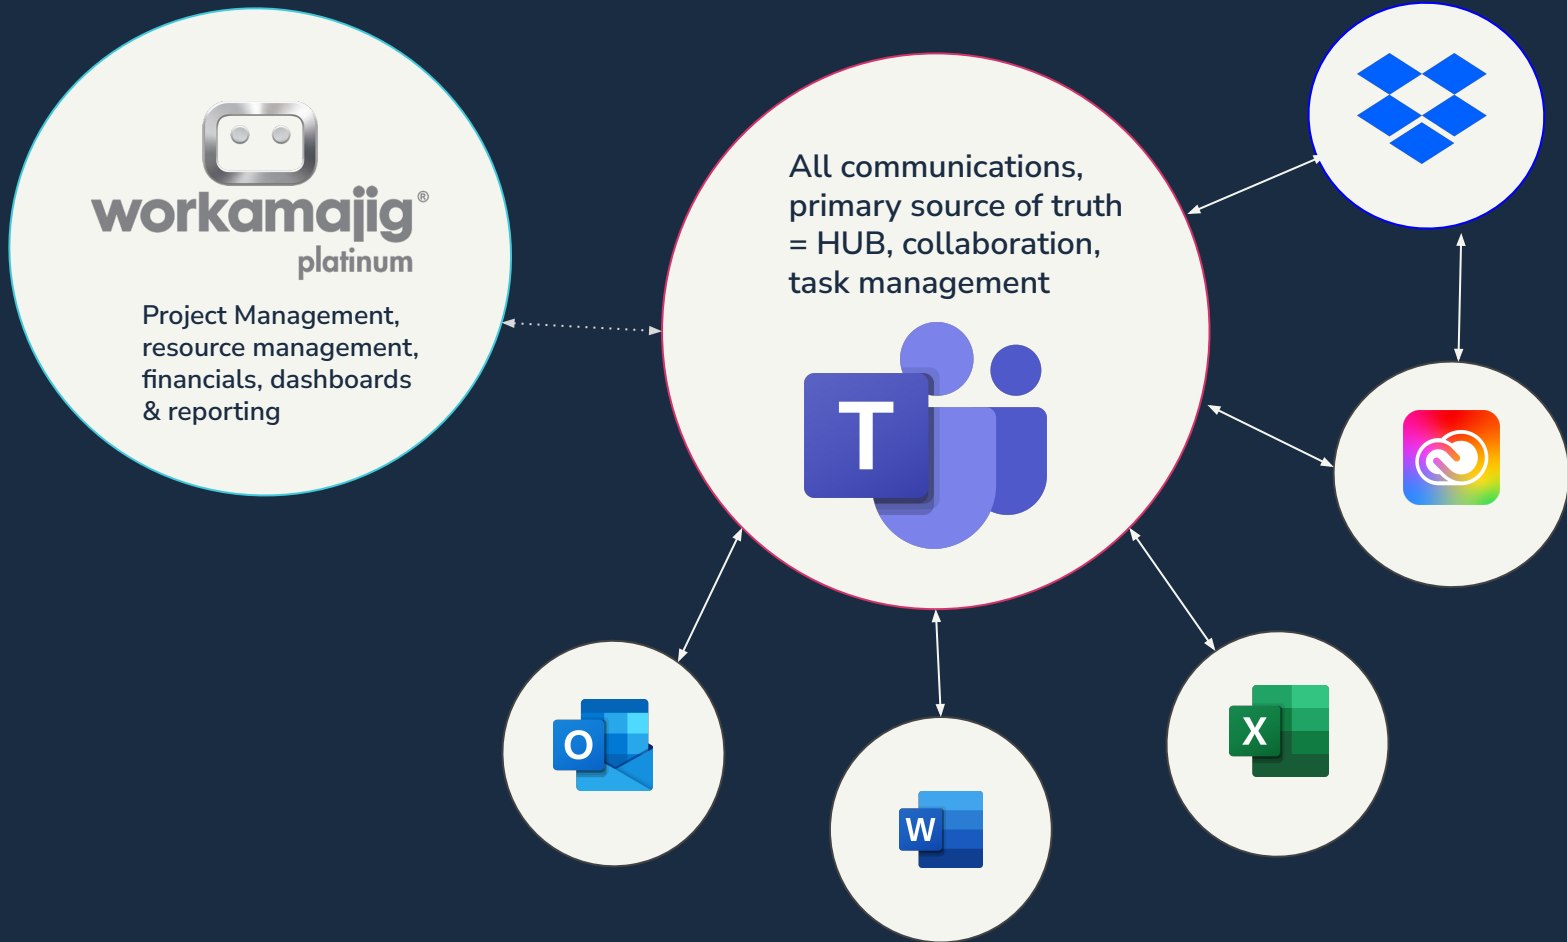 workamajig®
platinum
Project Management,
resource management,
financials, dashboards
& reporting
All communications,
primary source of truth
= HUB, collaboration,
task management
T
O
W
X